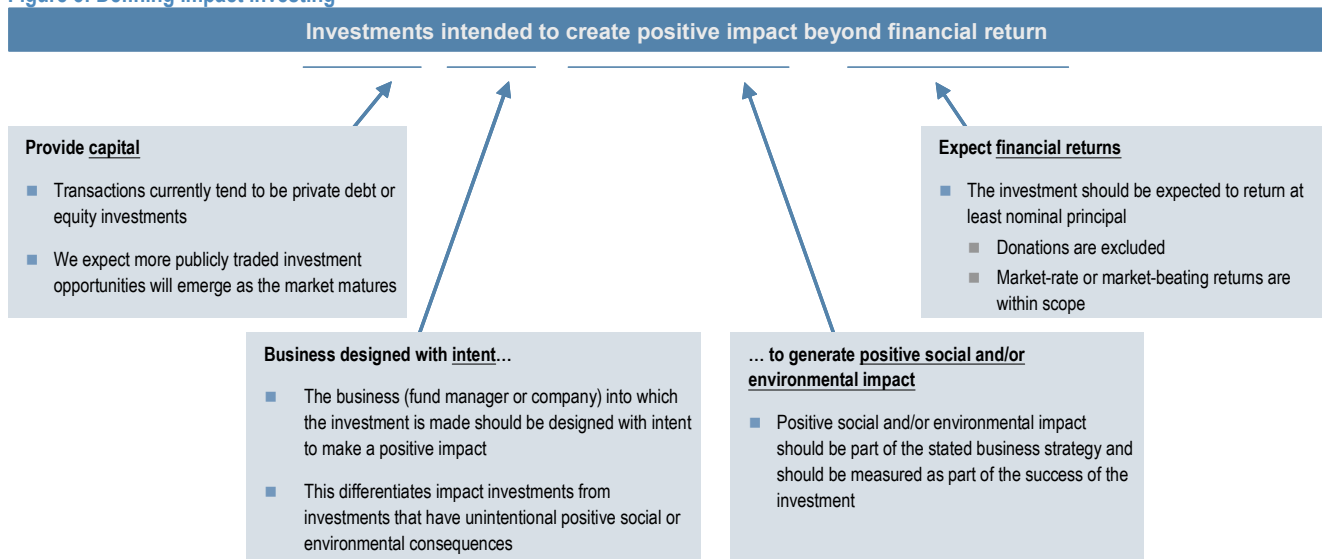 Figure 6: Defining Impact Investing
Investments intended to create positive impact beyond financial return
Provide capital
Transactions currently tend to be private debt or
equity investments
We expect more publicly traded investment
opportunities will emerge as the market matures
Expect financial returns
The investment should be expected to return at
least nominal principal
Donations are excluded
Market-rate or market-beating returns are
within scope
Business designed with intent…
The business (fund manager or company) into which
the investment is made should be designed with intent
to make a positive impact
This differentiates impact investments from
investments that have unintentional positive social or
environmental consequences
… to generate positive social and/or
environmental impact
Positive social and/or environmental impact
should be part of the stated business strategy and
should be measured as part of the success of the
investment